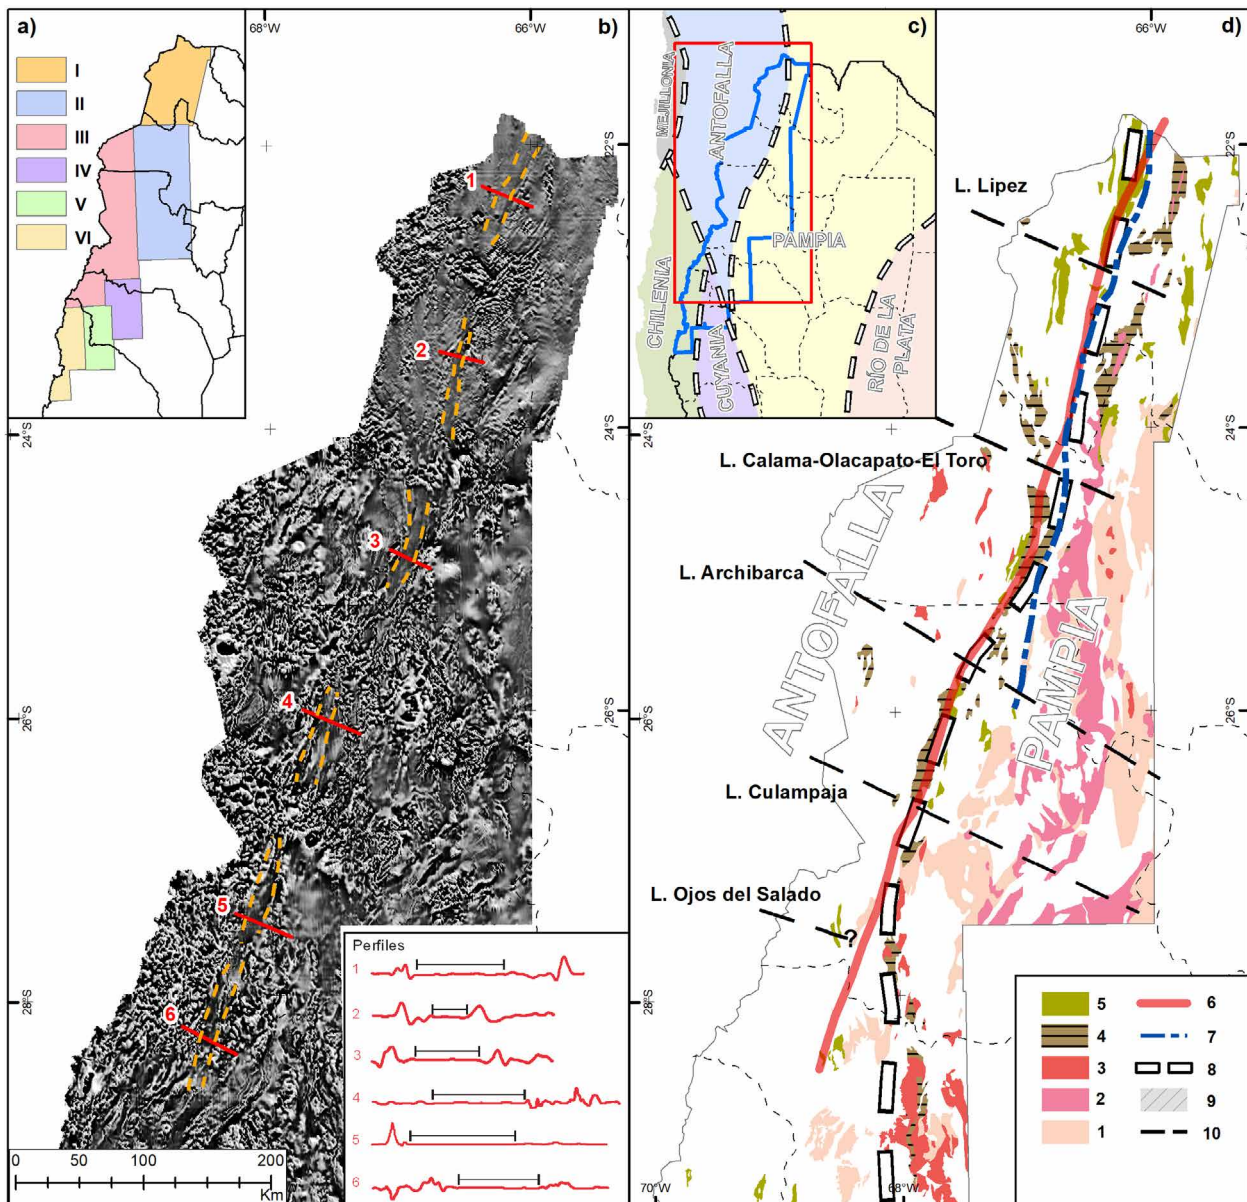 a)
I
II
III
IV
V
VI
68°W
66°W
b)
1
2
3
4
5
6
24°S
26°S
28°S
22°S
24°S
26°S
28°S
Perfiles
1
2
3
4
5
6
0
50
100
200
Km
c)
MEJILLONIA
ANTOFALLA
PAMPIA
CHILENIA
CUYANIA
RÍO DE LA
PLATA
66°W
d)
L. Lipez
L. Calama-Olacapato-El Toro
L. Archibarca
L. Culampaja
L. Ojos del Salado
?
ANTOFALLA
PAMPIA
5
6
4
7
3
8
2
9
1
10
70°W
68°W